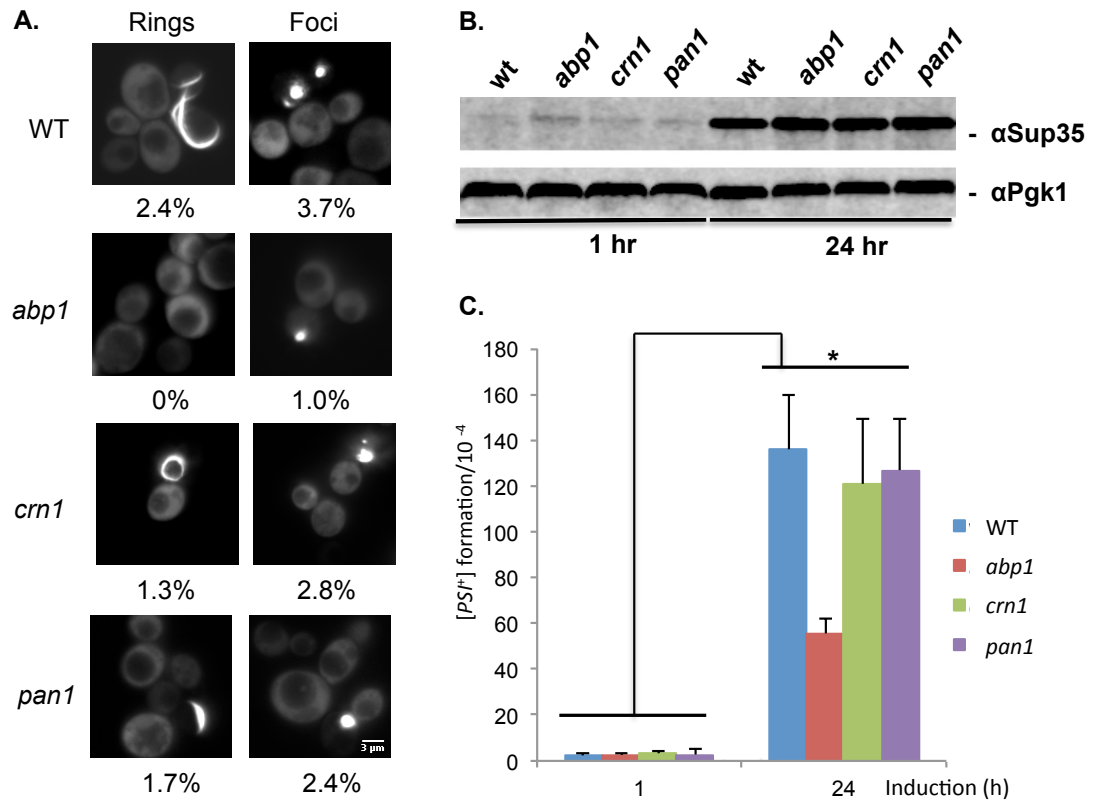 A.
Rings Foci
WT
2.4% 3.7%
abp1
0% 1.0%
crn1
1.3% 2.8%
pan1
3 µm
1.7% 2.4%
B.
wt abp1 crn1 pan1 wt abp1 crn1 pan1
- αSup35
- αPgk1
1 hr 24 hr
C.
[PSI+] formation/10-4
180
160
140
120
100
80
60
40
20
0
*
WT
abp1
crn1
pan1
1 24 Induction (h)